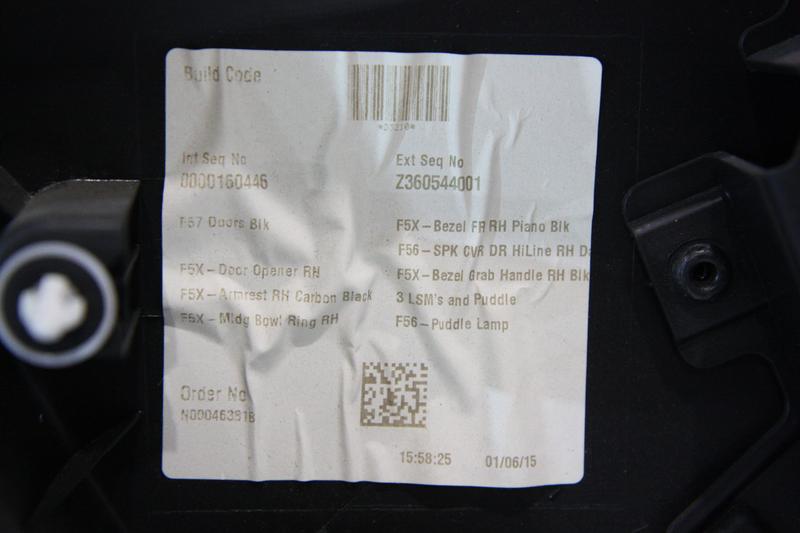 Build Code
Int Seq No
0000160446
Ext Seq No
Z360544001
F57 Doors Blk
F5X-Bezel FR RH Piano Blk
F56-SPK CVR DR HiLine RH
F5X-Door Opener RH
F5X-Bezel Grab Handle RH Blk
F5X-Armrest RH Carbon Black
3 LSM's and Puddle
F5X-Mldg Bowl Ring RH
F56-Puddle Lamp
Order No
15:58:25
01/06/15